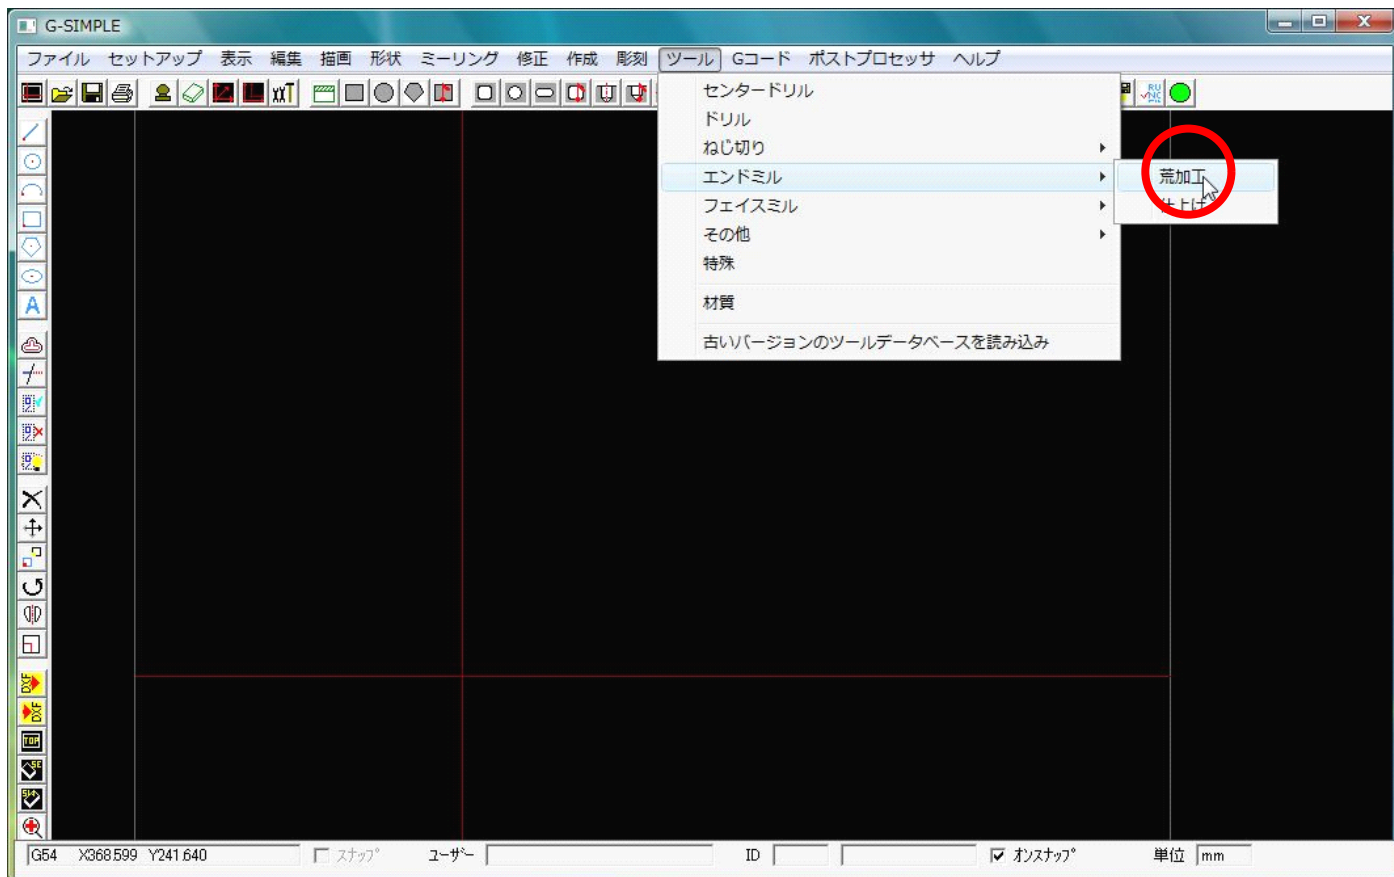 G-SIMPLE
ファイル セットアップ 表示 編集 描画 形状 ミーリング 修正 作成 彫刻 ツール Gコード ポストプロセッサ ヘルプ
センタードリル
ドリル
ねじ切り
エンドミル
荒加工
フェイスミル
仕上げ
その他
特殊
材質
古いバージョンのツールデータベースを読み込み
A
DXF
DXF
TOP
G54 X368.599 Y241.640 スナップ ユーザー ID オンスナップ 単位 mm